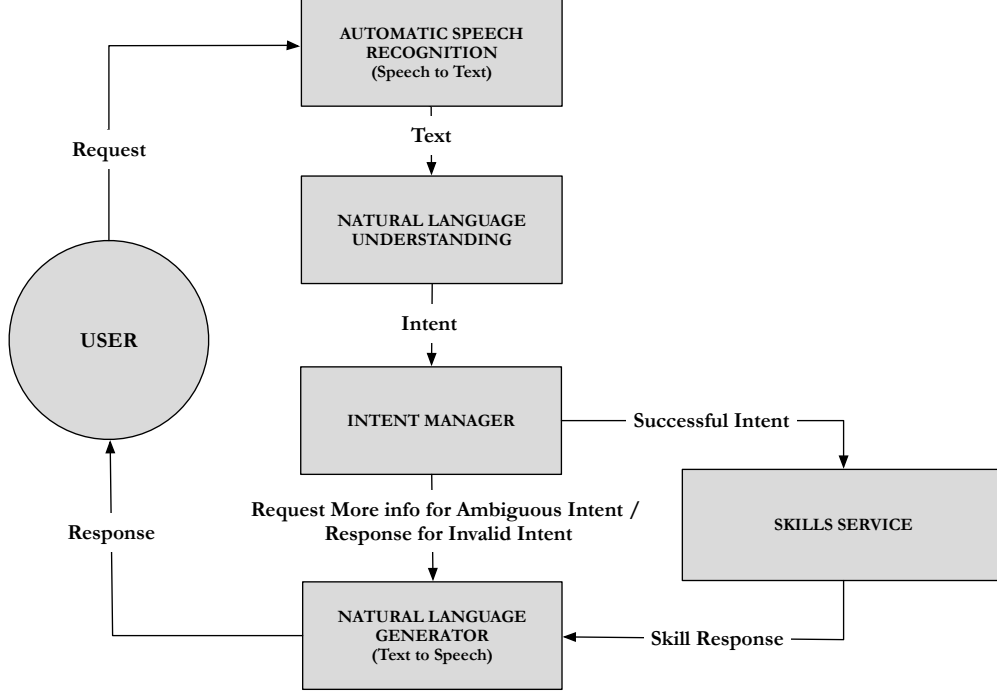 AUTOMATIC SPEECH
RECOGNITION
(Speech to Text)
Request
Text
NATURAL LANGUAGE
UNDERSTANDING
Intent
USER
INTENT MANAGER
Successful Intent
Request More info for Ambiguous Intent /
Response for Invalid Intent
SKILLS SERVICE
Response
NATURAL LANGUAGE
GENERATOR
(Text to Speech)
Skill Response